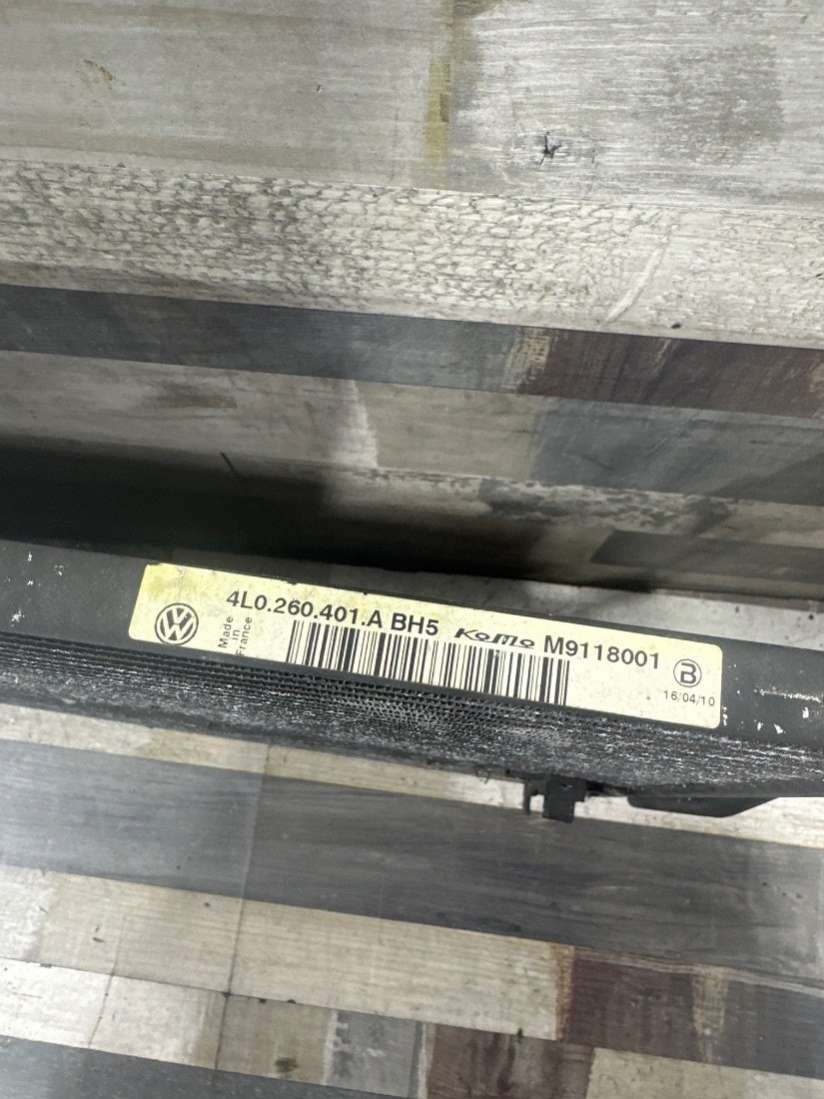 4L0.260.401.A BH5 KoMo M9118001
Made
in
France
B
16/04/10